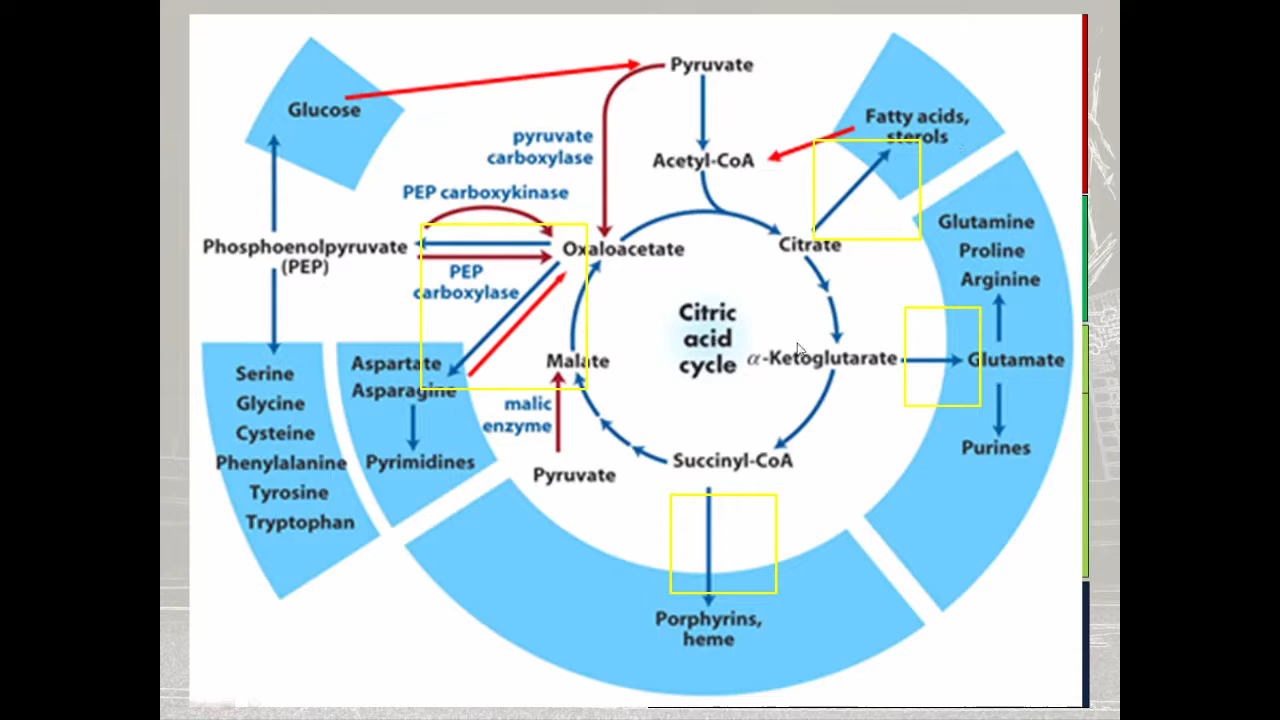 Pyruvate
Glucose
Fatty acids,
sterols
pyruvate
carboxylase
Acetyl-CoA
PEP carboxykinase
Phosphoenolpyruvate
(PEP)
Oxaloacetate
Citrate
Glutamine
Proline
Arginine
PEP
carboxylase
Citric
acid
cycle
Malate
α-Ketoglutarate
Glutamate
Aspartate
Asparagine
Serine
Glycine
Cysteine
Phenylalanine
Tyrosine
Tryptophan
Pyrimidines
malic
enzyme
Pyruvate
Succinyl-CoA
Purines
Porphyrins,
heme